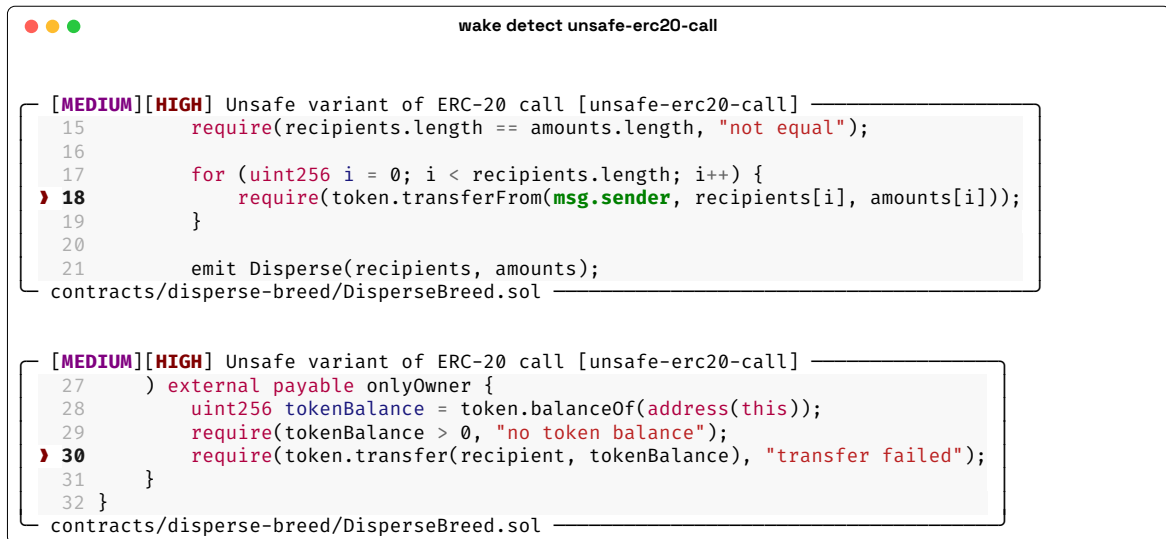 wake detect unsafe-erc20-call
[MEDIUM][HIGH] Unsafe variant of ERC-20 call [unsafe-erc20-call]
15         require(recipients.length == amounts.length, "not equal");
16
17         for (uint256 i = 0; i < recipients.length; i++) {
❱ 18             require(token.transferFrom(msg.sender, recipients[i], amounts[i]));
19         }
20
21         emit Disperse(recipients, amounts);
contracts/disperse-breed/DisperseBreed.sol
[MEDIUM][HIGH] Unsafe variant of ERC-20 call [unsafe-erc20-call]
27     ) external payable onlyOwner {
28         uint256 tokenBalance = token.balanceOf(address(this));
29         require(tokenBalance > 0, "no token balance");
❱ 30         require(token.transfer(recipient, tokenBalance), "transfer failed");
31     }
32 }
contracts/disperse-breed/DisperseBreed.sol